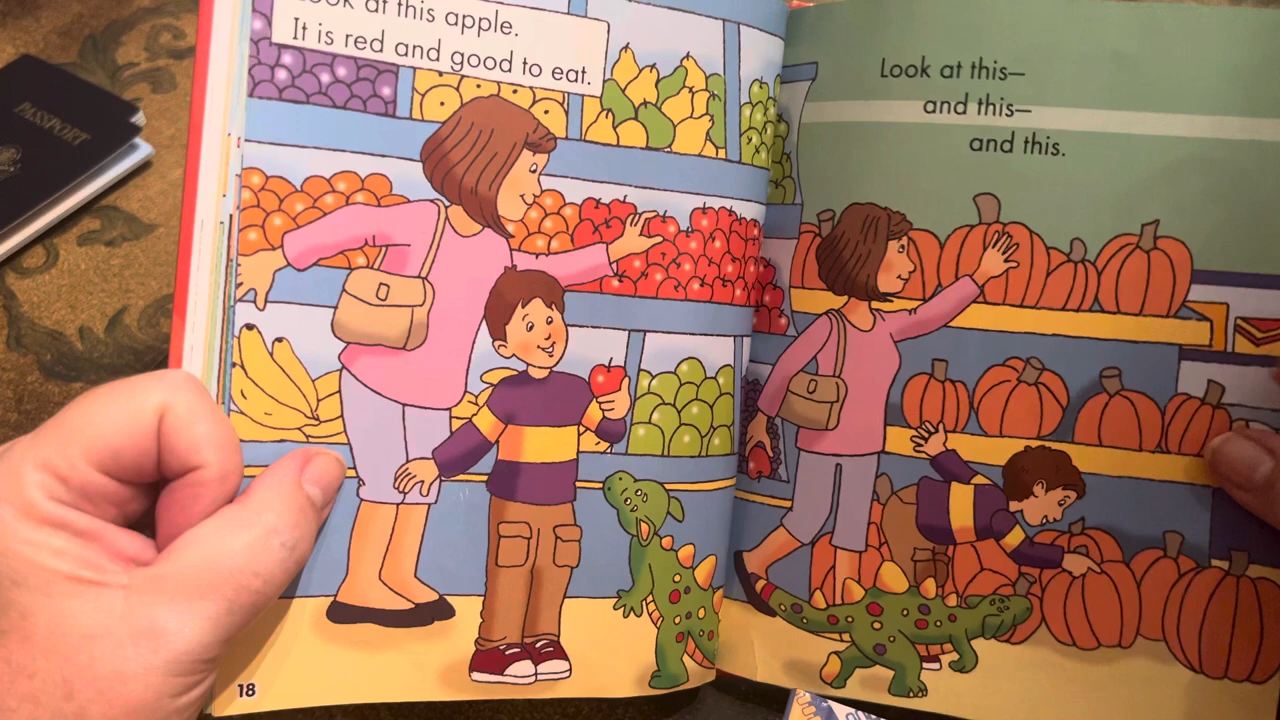 Look at this apple.
It is red and good to eat.
Look at this—
and this—
and this.
18
PASSPORT